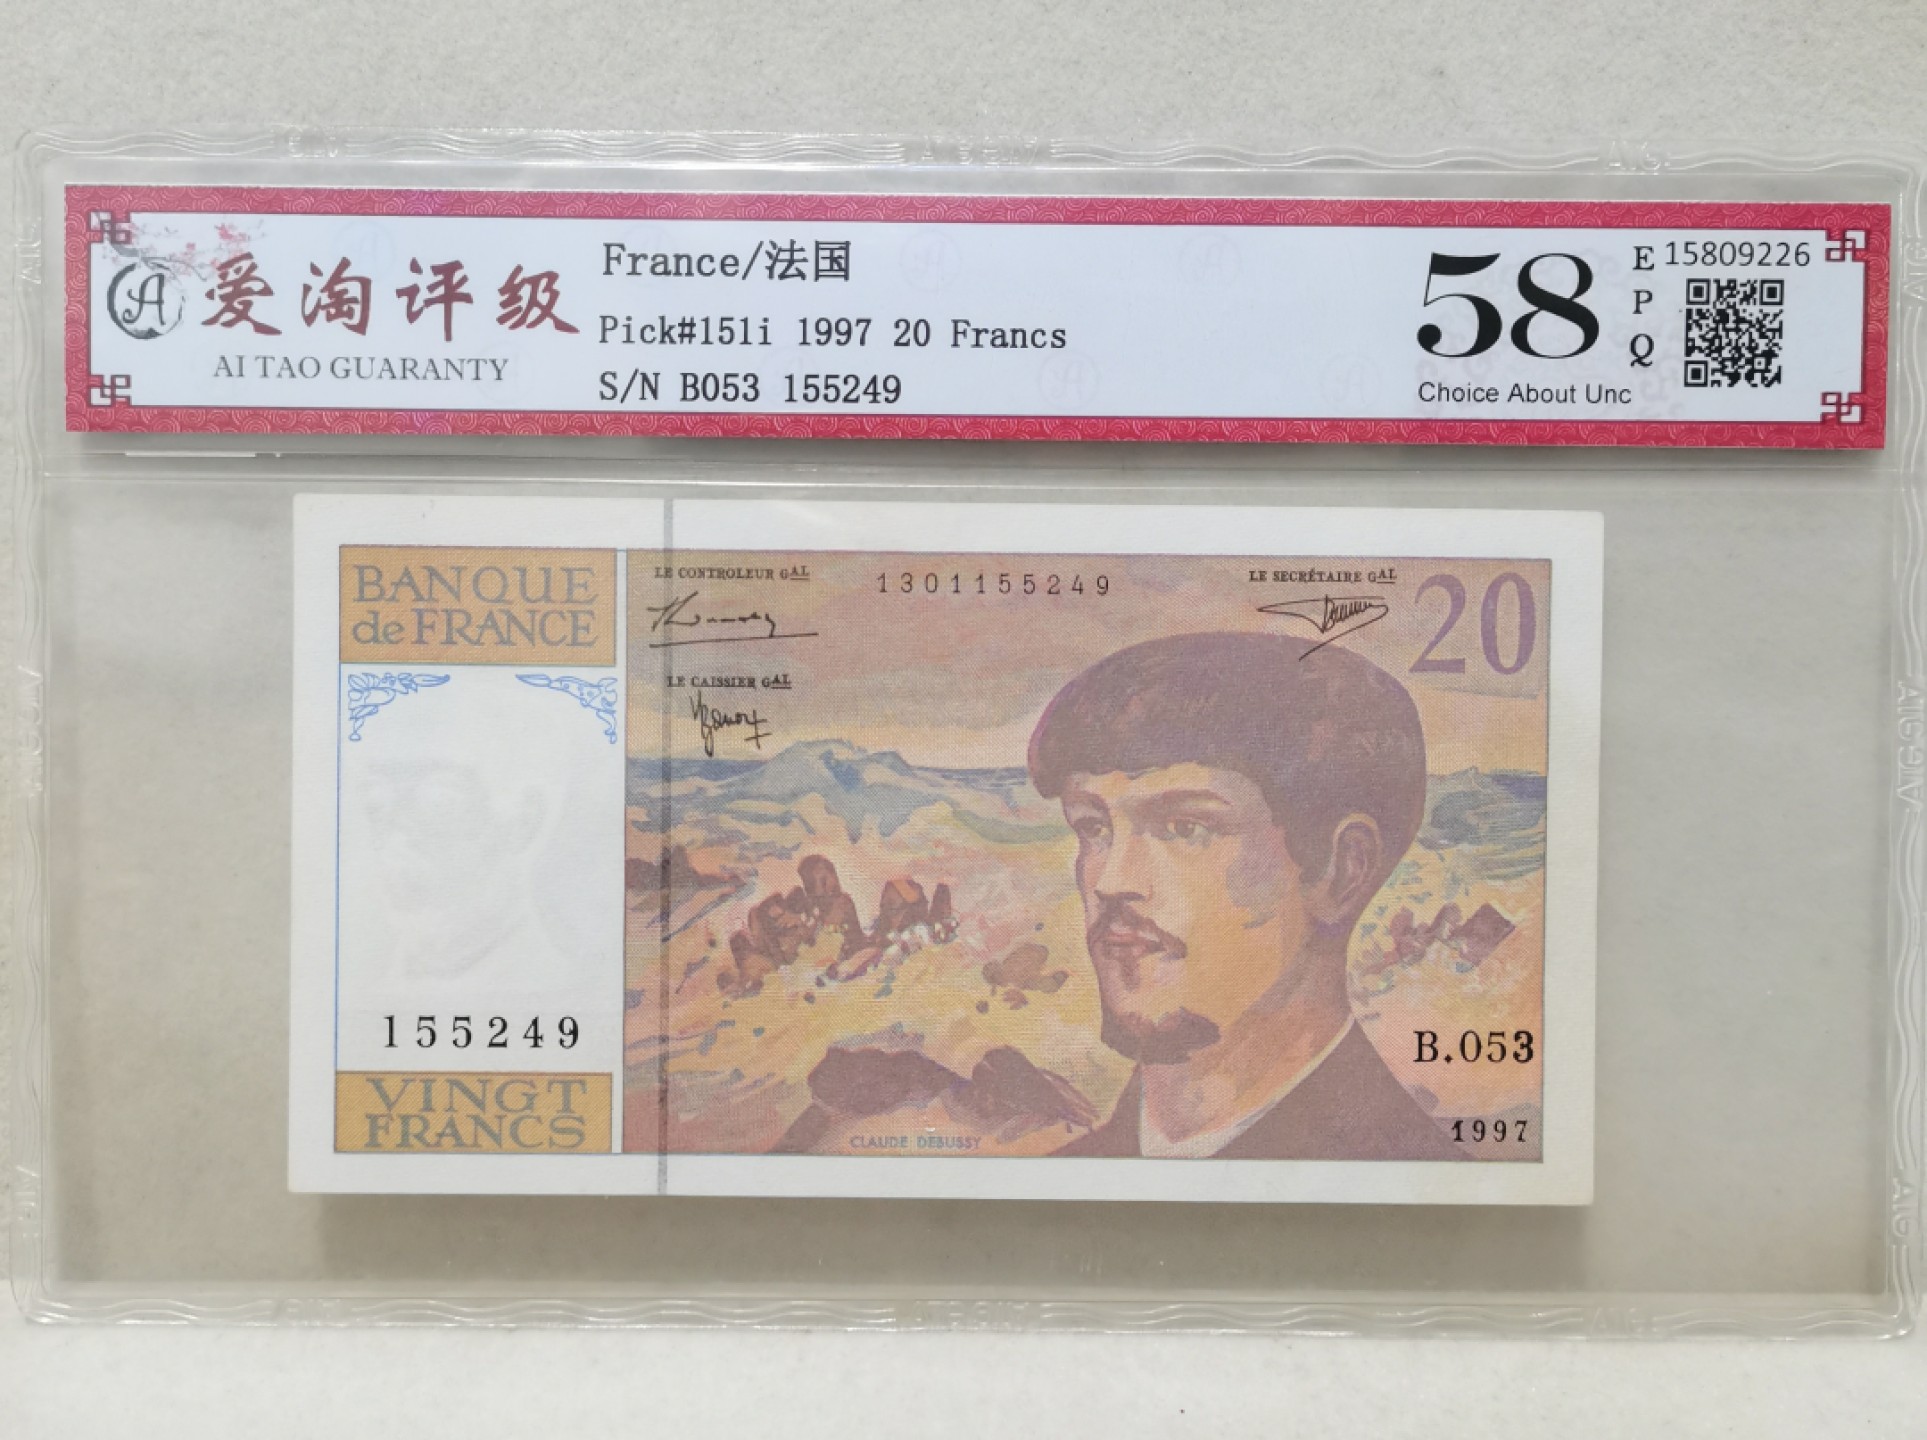 爱淘评级
AI TAO GUARANTY
France/法国
Pick#151i 1997 20 Francs
S/N B053 155249
58
EPQ
Choice About Unc
15809226
BANQUE
de FRANCE
LE CONTROLEUR GAL
1301155249
LE SECRÉTAIRE GAL
20
LE CAISSIER GAL
155249
B.053
VINGT
FRANCS
CLAUDE DEBUSSY
1997